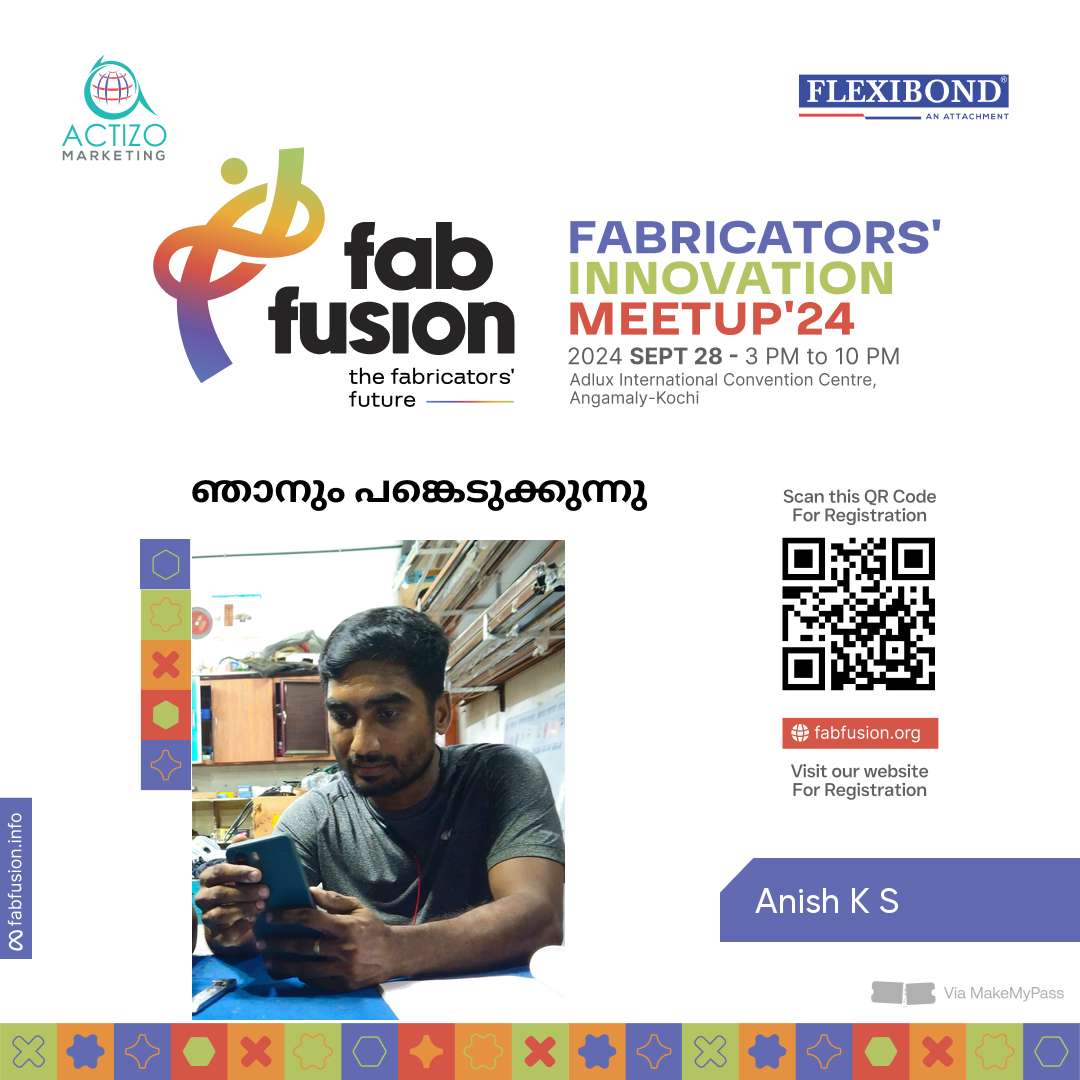 ACTIZO
MARKETING
FLEXIBOND®
AN ATTACHMENT
fab
fusion
the fabricators'
future
FABRICATORS'
INNOVATION
MEETUP'24
2024 SEPT 28 - 3 PM to 10 PM
Adlux International Convention Centre,
Angamaly-Kochi
ഞാനും പങ്കെടുക്കുന്നു
Scan this QR Code
For Registration
fabfusion.org
Visit our website
For Registration
fabfusion.info
Anish K S
Via MakeMyPass